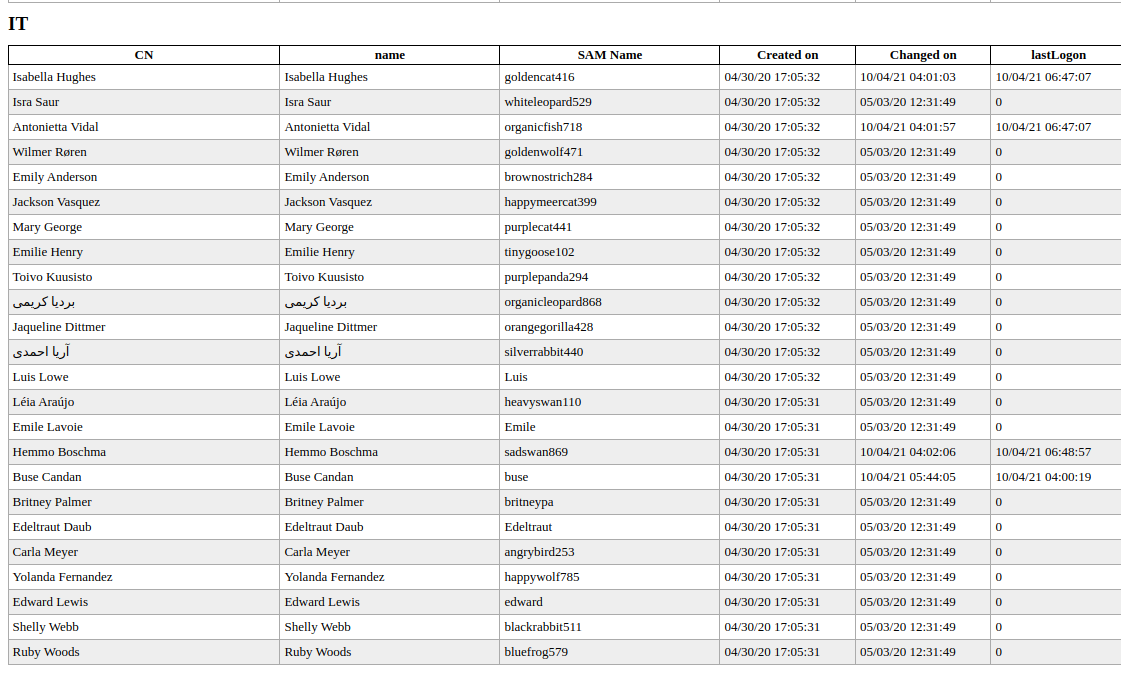 IT
CN name SAM Name Created on Changed on lastLogon
Isabella Hughes Isabella Hughes goldencat416 04/30/20 17:05:32 10/04/21 04:01:03 10/04/21 06:47:07
Isra Saur Isra Saur whiteleopard529 04/30/20 17:05:32 05/03/20 12:31:49 0
Antonietta Vidal Antonietta Vidal organicfish718 04/30/20 17:05:32 10/04/21 04:01:57 10/04/21 06:47:07
Wilmer Røren Wilmer Røren goldenwolf471 04/30/20 17:05:32 05/03/20 12:31:49 0
Emily Anderson Emily Anderson brownostrich284 04/30/20 17:05:32 05/03/20 12:31:49 0
Jackson Vasquez Jackson Vasquez happymeercat399 04/30/20 17:05:32 05/03/20 12:31:49 0
Mary George Mary George purplecat441 04/30/20 17:05:32 05/03/20 12:31:49 0
Emilie Henry Emilie Henry tinygoose102 04/30/20 17:05:32 05/03/20 12:31:49 0
Toivo Kuusisto Toivo Kuusisto purplepanda294 04/30/20 17:05:32 05/03/20 12:31:49 0
بردیا کریمی بردیا کریمی organicleopard868 04/30/20 17:05:32 05/03/20 12:31:49 0
Jaqueline Dittmer Jaqueline Dittmer orangegorilla428 04/30/20 17:05:32 05/03/20 12:31:49 0
آریا احمدی آریا احمدی silverrabbit440 04/30/20 17:05:32 05/03/20 12:31:49 0
Luis Lowe Luis Lowe Luis 04/30/20 17:05:32 05/03/20 12:31:49 0
Léia Araújo Léia Araújo heavyswan110 04/30/20 17:05:31 05/03/20 12:31:49 0
Emile Lavoie Emile Lavoie Emile 04/30/20 17:05:31 05/03/20 12:31:49 0
Hemmo Boschma Hemmo Boschma sadswan869 04/30/20 17:05:31 10/04/21 04:02:06 10/04/21 06:48:57
Buse Candan Buse Candan buse 04/30/20 17:05:31 10/04/21 05:44:05 10/04/21 04:00:19
Britney Palmer Britney Palmer britneypa 04/30/20 17:05:31 05/03/20 12:31:49 0
Edeltraut Daub Edeltraut Daub Edeltraut 04/30/20 17:05:31 05/03/20 12:31:49 0
Carla Meyer Carla Meyer angrybird253 04/30/20 17:05:31 05/03/20 12:31:49 0
Yolanda Fernandez Yolanda Fernandez happywolf785 04/30/20 17:05:31 05/03/20 12:31:49 0
Edward Lewis Edward Lewis edward 04/30/20 17:05:31 05/03/20 12:31:49 0
Shelly Webb Shelly Webb blackrabbit511 04/30/20 17:05:31 05/03/20 12:31:49 0
Ruby Woods Ruby Woods bluefrog579 04/30/20 17:05:31 05/03/20 12:31:49 0